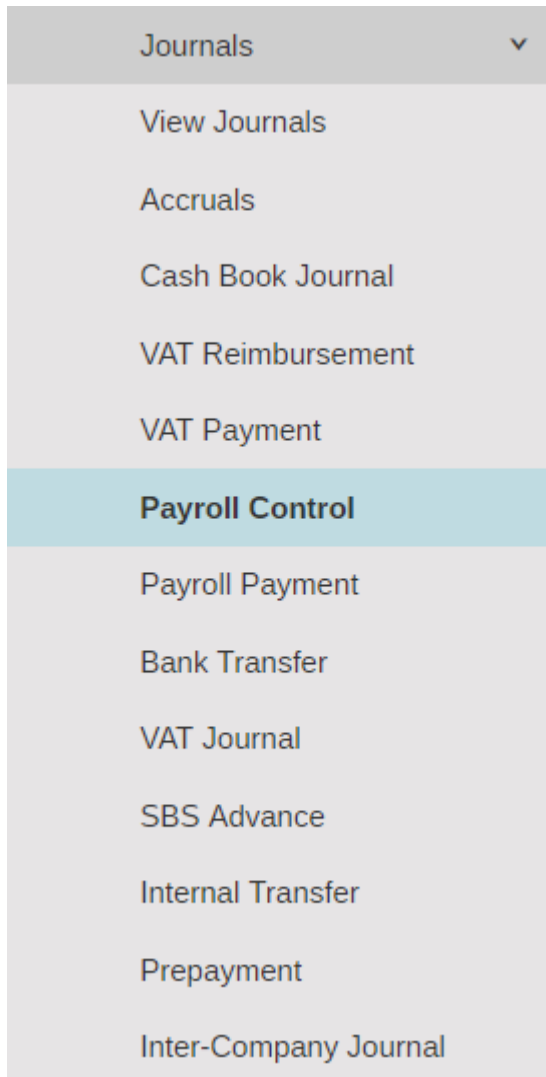 Journals
View Journals
Accruals
Cash Book Journal
VAT Reimbursement
VAT Payment
Payroll Control
Payroll Payment
Bank Transfer
VAT Journal
SBS Advance
Internal Transfer
Prepayment
Inter-Company Journal